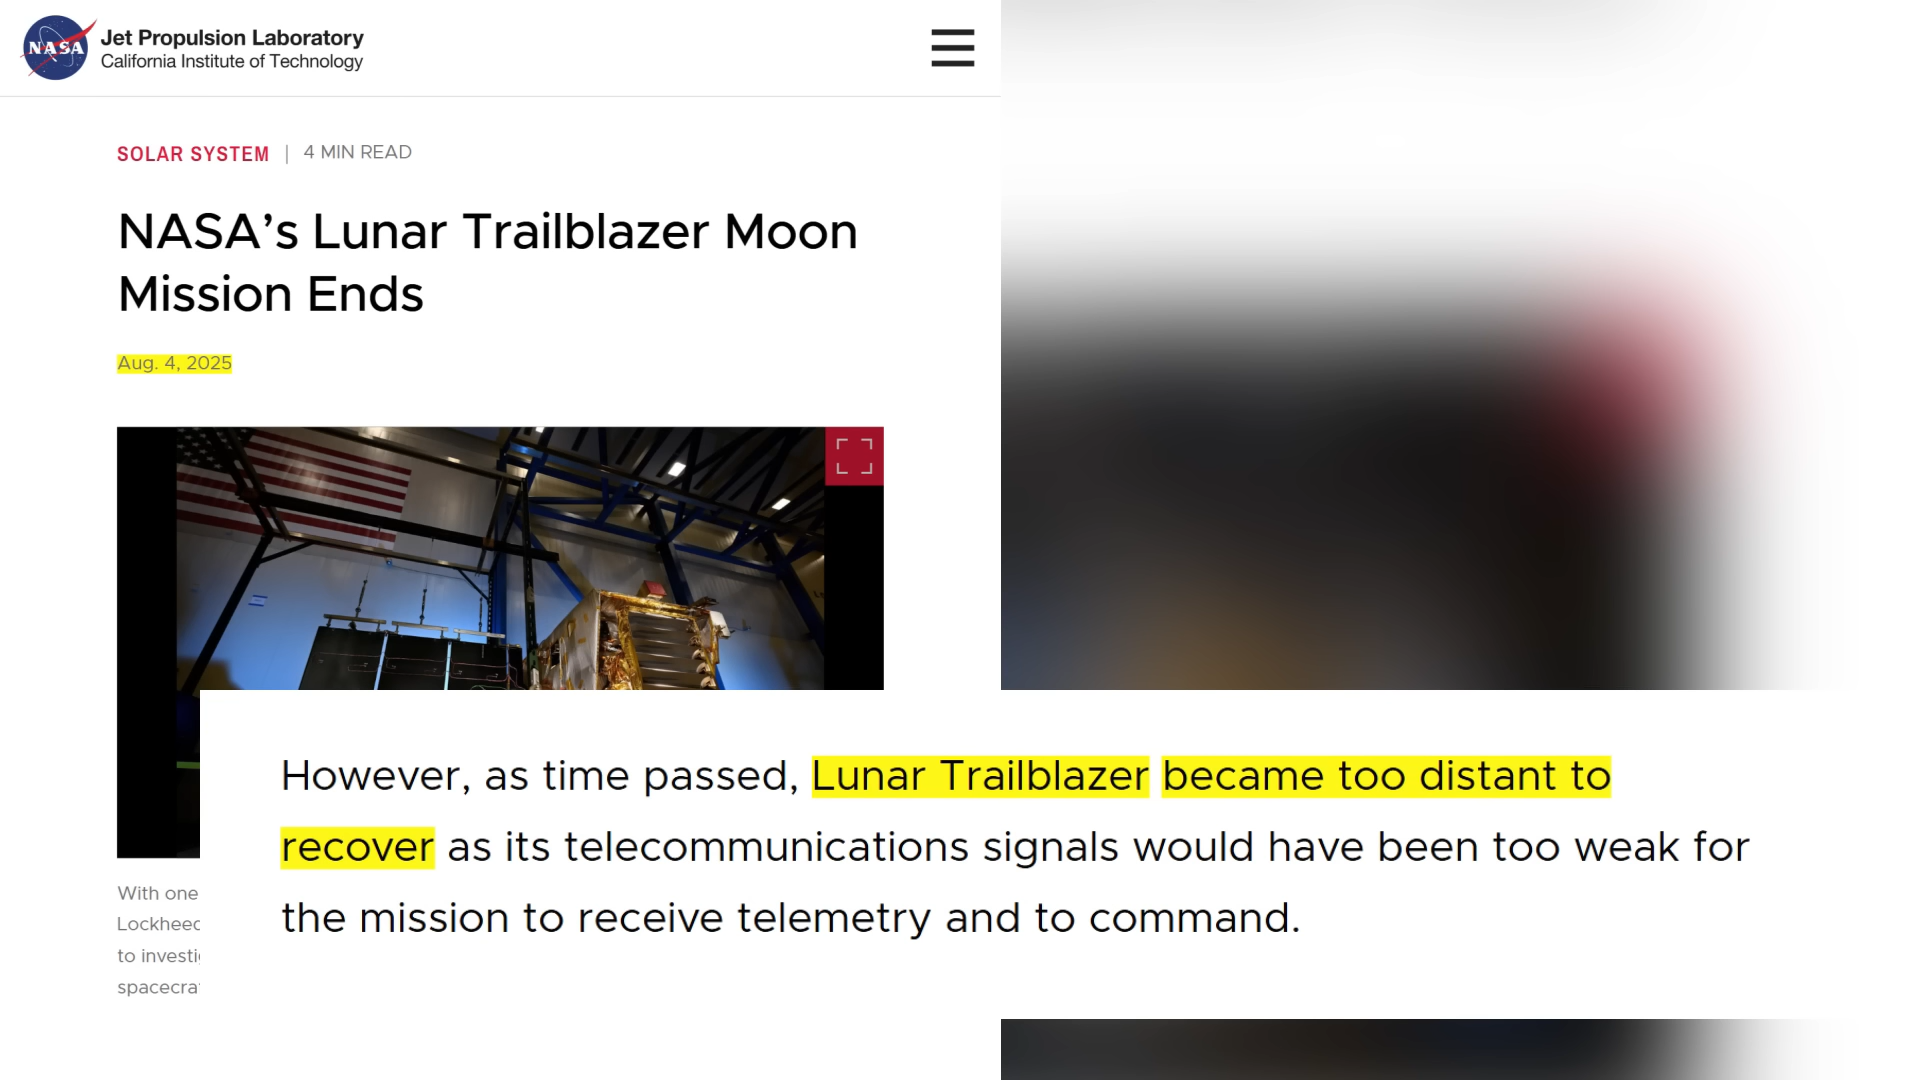 NASA
Jet Propulsion Laboratory
California Institute of Technology
SOLAR SYSTEM | 4 MIN READ
NASA’s Lunar Trailblazer Moon
Mission Ends
Aug. 4, 2025
However, as time passed, Lunar Trailblazer became too distant to
recover as its telecommunications signals would have been too weak for
the mission to receive telemetry and to command.
With one
Lockheed
to investi
spacecra